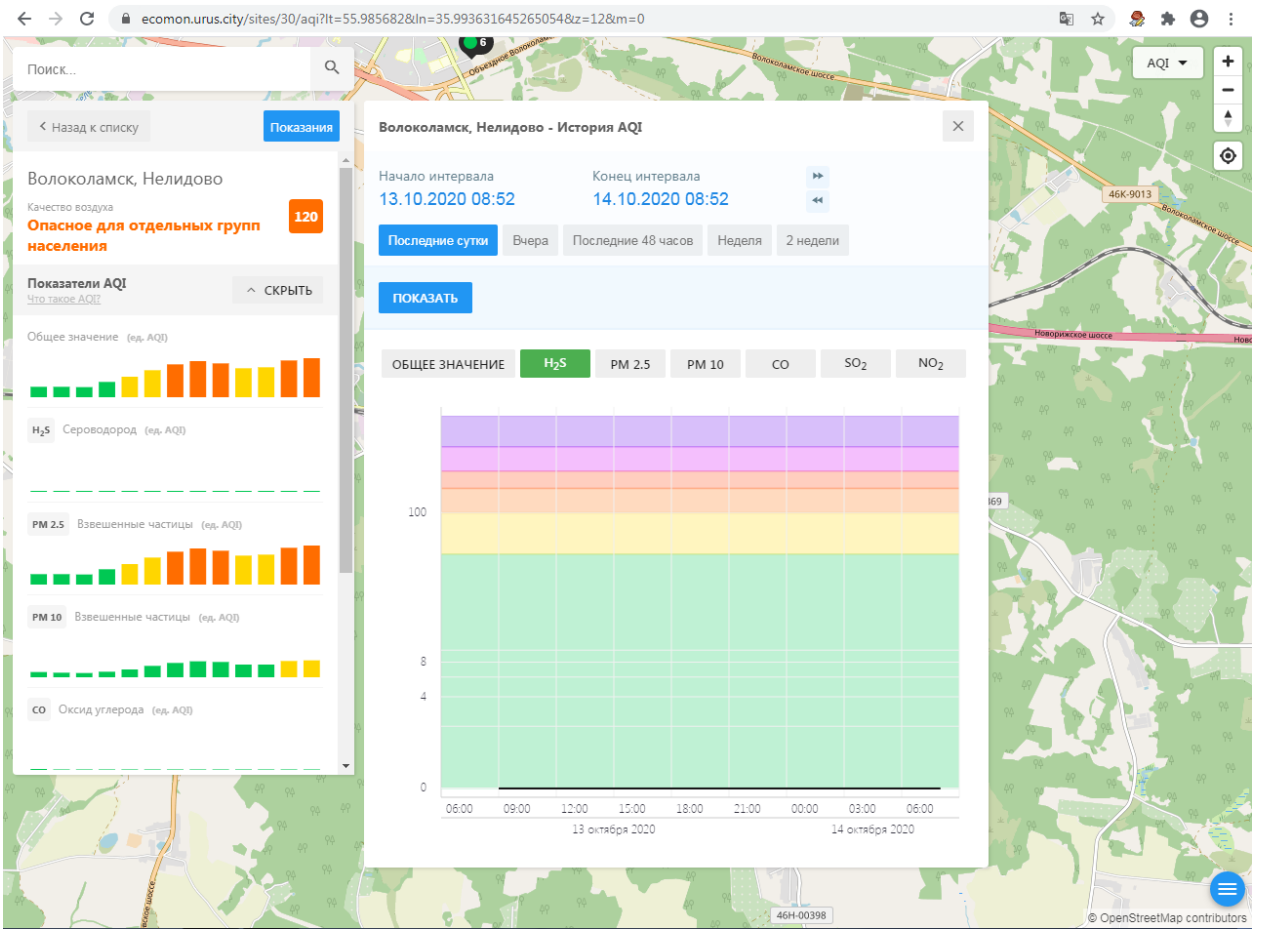 ecomon.urus.city/sites/30/aqi?lt=55.985682&ln=35.993631645265054&z=12&m=0
6
Объездное Волоколамское
Волоколамское шоссе
Поиск...
AQI
Назад к списку
Показания
Волоколамск, Нелидово
Качество воздуха
Опасное для отдельных групп
населения
120
Показатели AQI
Что такое AQI?
СКРЫТЬ
Общее значение (ед. AQI)
H₂S Сероводород (ед. AQI)
PM 2.5 Взвешенные частицы (ед. AQI)
PM 10 Взвешенные частицы (ед. AQI)
CO Оксид углерода (ед. AQI)
Волоколамск, Нелидово - История AQI
Начало интервала
13.10.2020 08:52
Конец интервала
14.10.2020 08:52
Последние сутки Вчера Последние 48 часов Неделя 2 недели
ПОКАЗАТЬ
ОБЩЕЕ ЗНАЧЕНИЕ H₂S PM 2.5 PM 10 CO SO₂ NO₂
100
8
4
0
06:00 09:00 12:00 15:00 18:00 21:00 00:00 03:00 06:00
13 октября 2020 14 октября 2020
46К-9013
Волоколамское шоссе
Новорижское шоссе
Ново
369
46Н-00398
© OpenStreetMap contributors